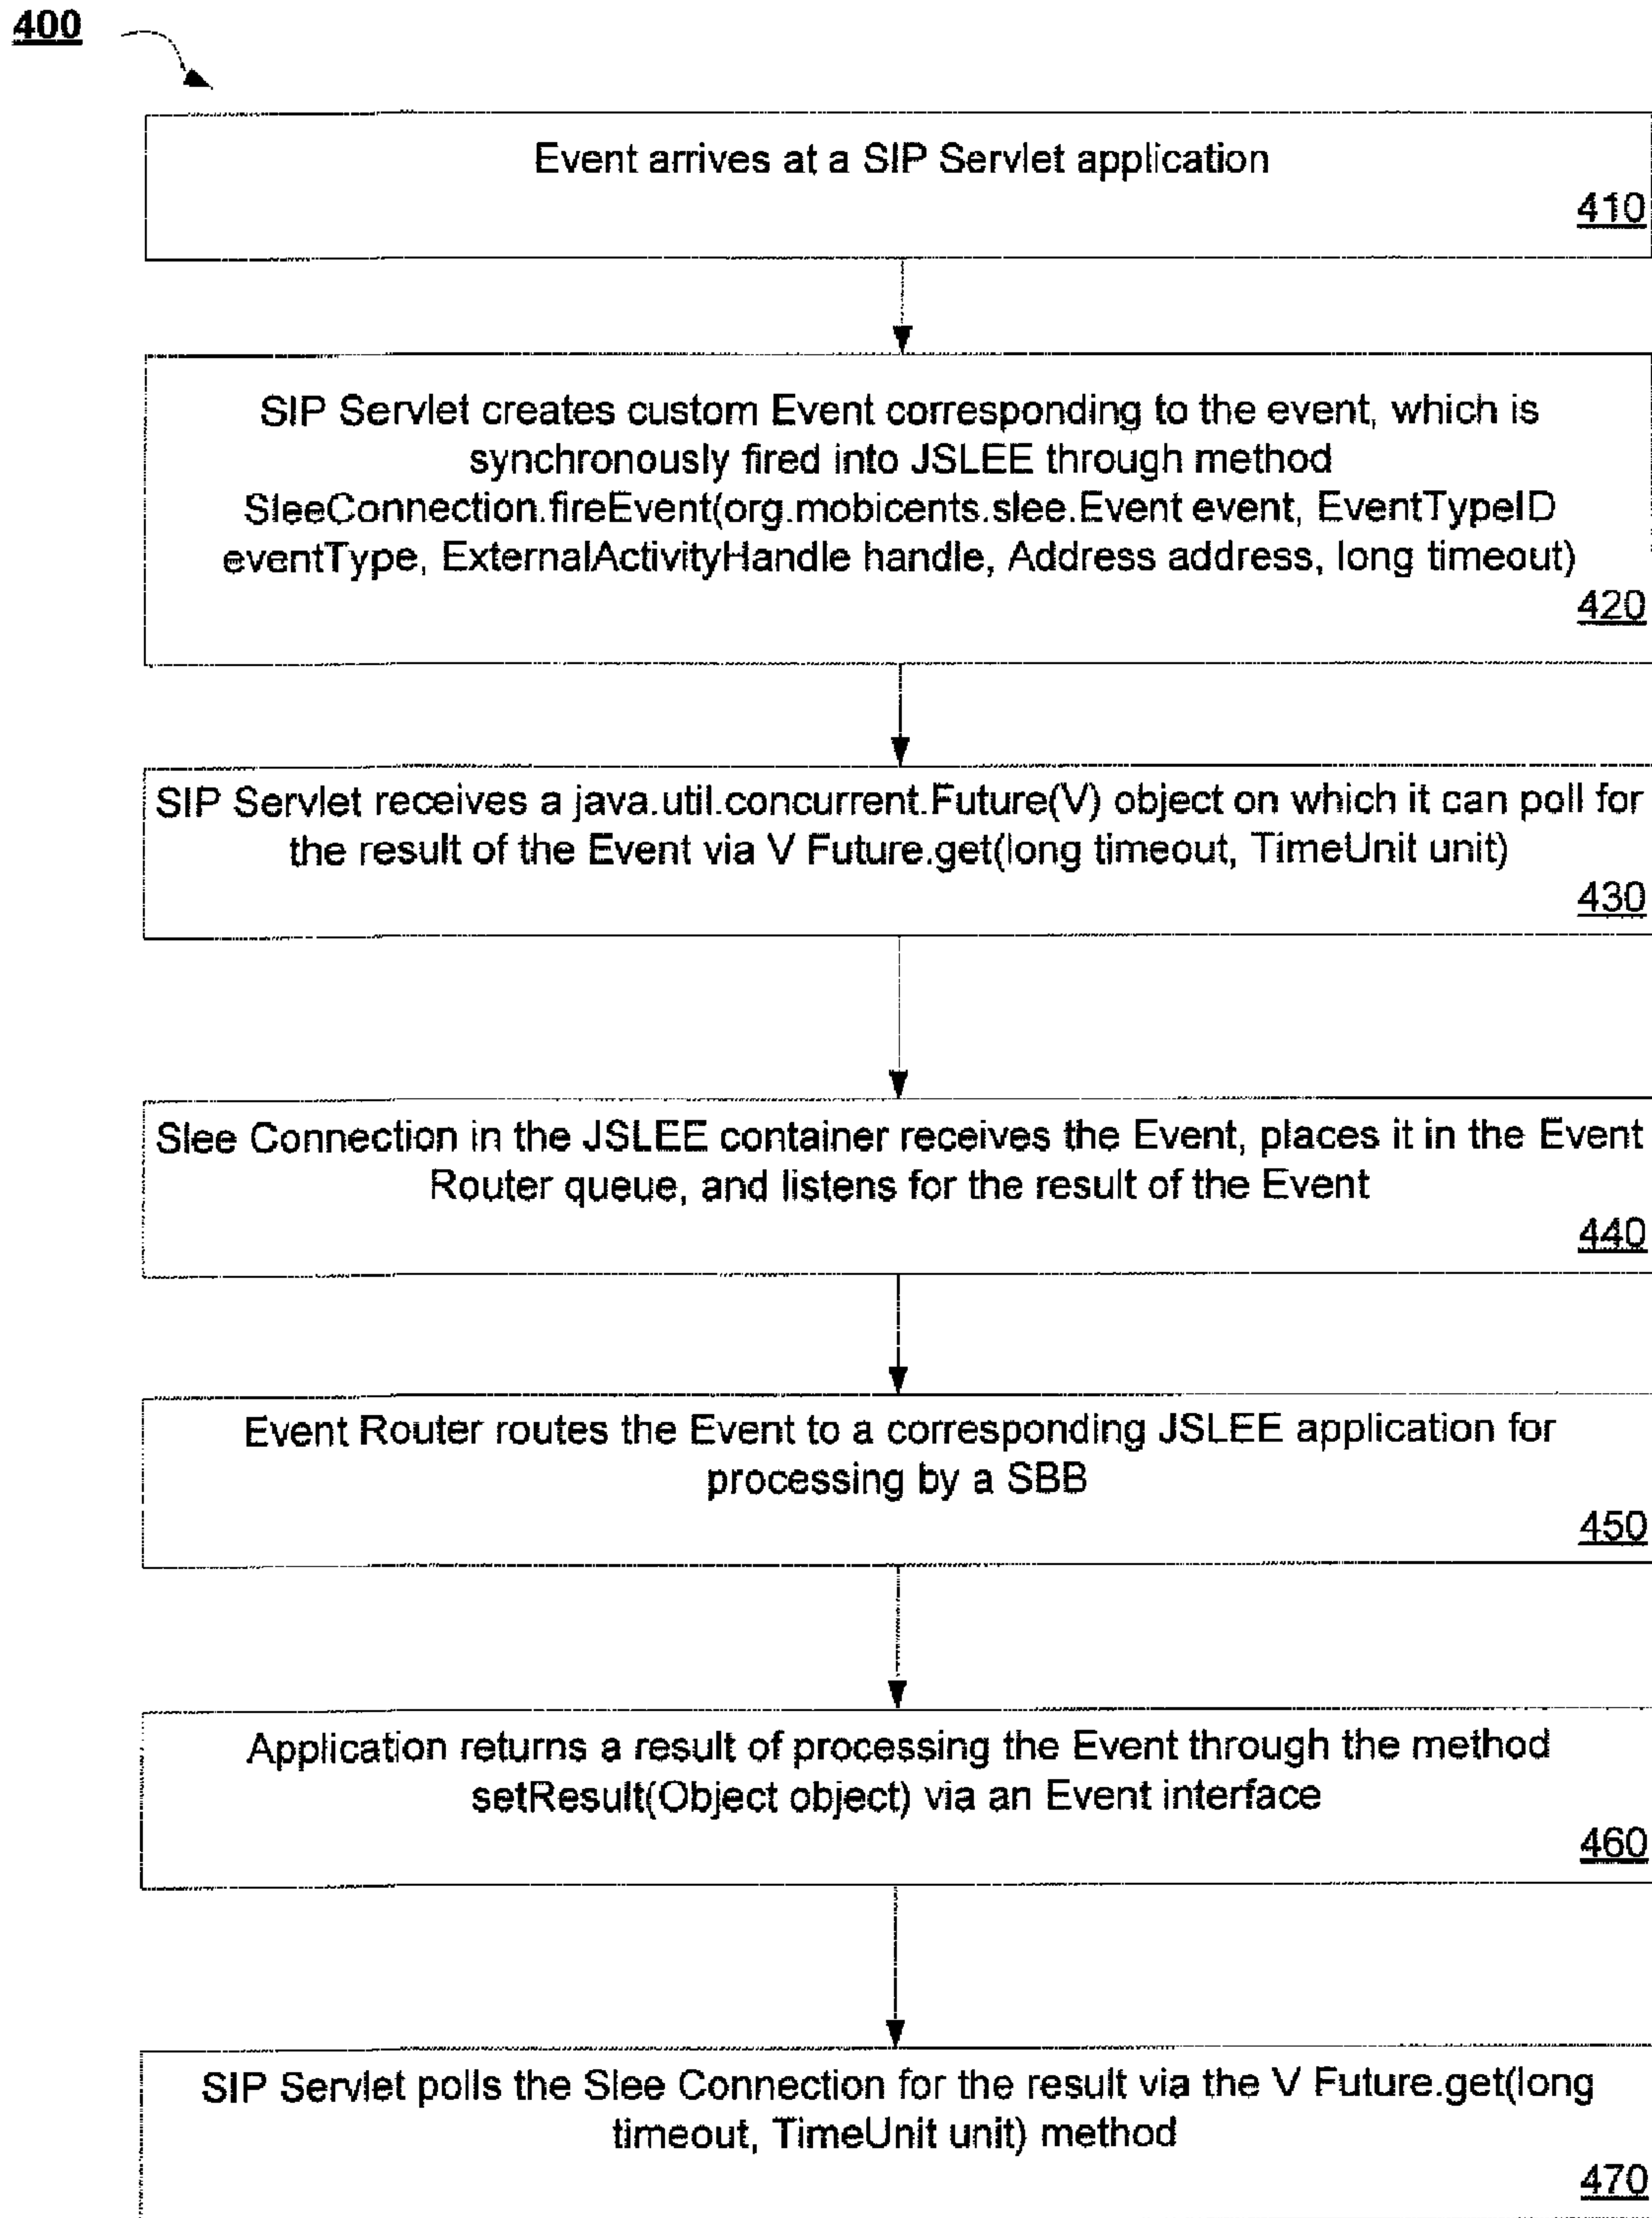 400
Event arrives at a SIP Servlet application
410
SIP Servlet creates custom Event corresponding to the event, which is
synchronously fired into JSLEE through method
SleeConnection.fireEvent(org.mobicents.slee.Event event, EventTypeID
eventType, ExternalActivityHandle handle, Address address, long timeout)
420
SIP Servlet receives a java.util.concurrent.Future(V) object on which it can poll for
the result of the Event via V Future.get(long timeout, TimeUnit unit)
430
Slee Connection in the JSLEE container receives the Event, places it in the Event
Router queue, and listens for the result of the Event
440
Event Router routes the Event to a corresponding JSLEE application for
processing by a SBB
450
Application returns a result of processing the Event through the method
setResult(Object object) via an Event interface
460
SIP Servlet polls the Slee Connection for the result via the V Future.get(long
timeout, TimeUnit unit) method
470